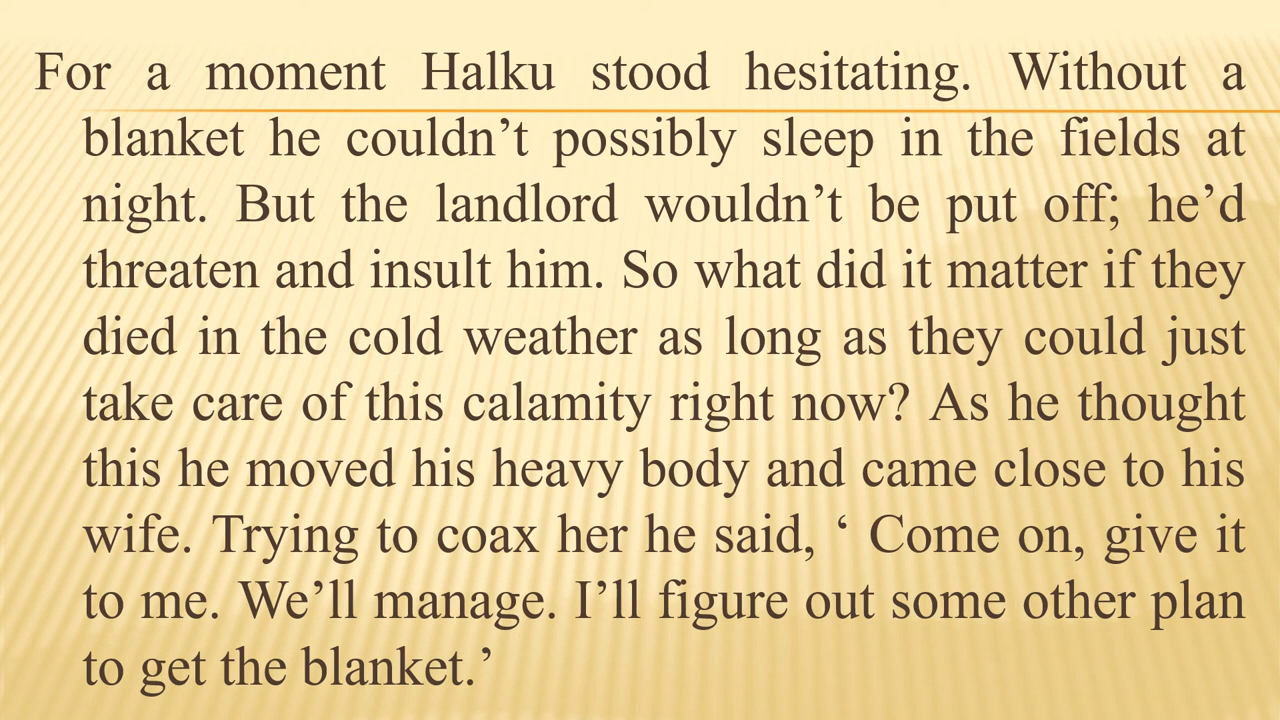 For a moment Halku stood hesitating. Without a
blanket he couldn’t possibly sleep in the fields at
night. But the landlord wouldn’t be put off; he’d
threaten and insult him. So what did it matter if they
died in the cold weather as long as they could just
take care of this calamity right now? As he thought
this he moved his heavy body and came close to his
wife. Trying to coax her he said, ‘ Come on, give it
to me. We’ll manage. I’ll figure out some other plan
to get the blanket.’